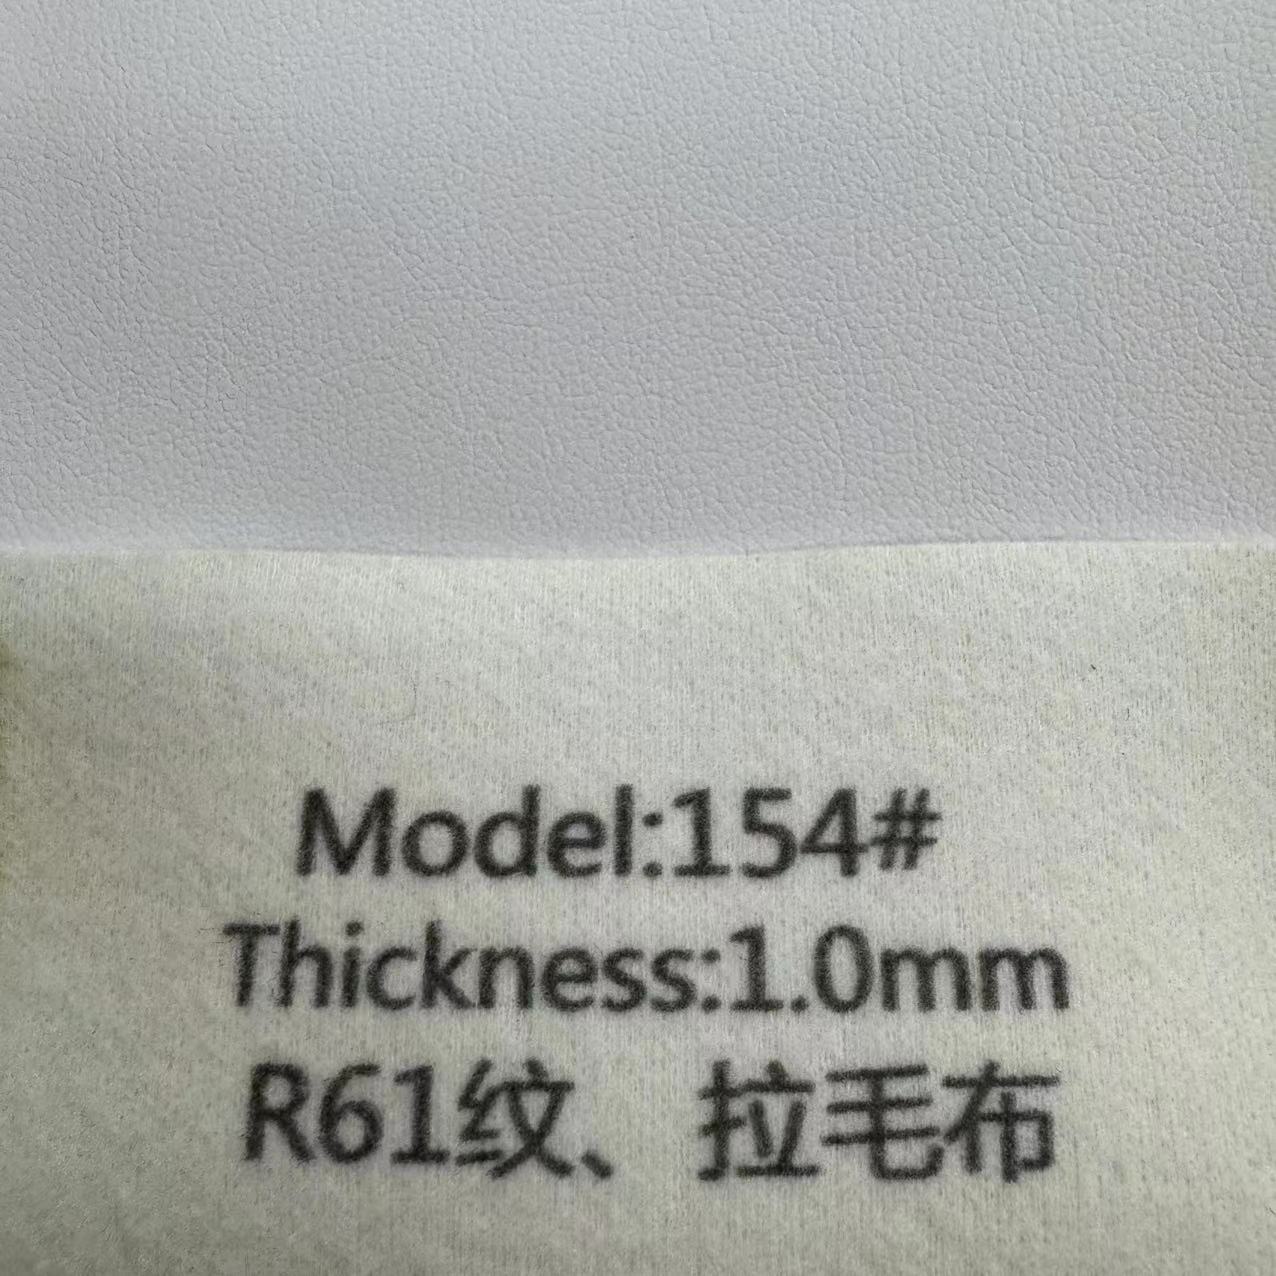 Model:154#
Thickness:1.0mm
R61纹、拉毛布